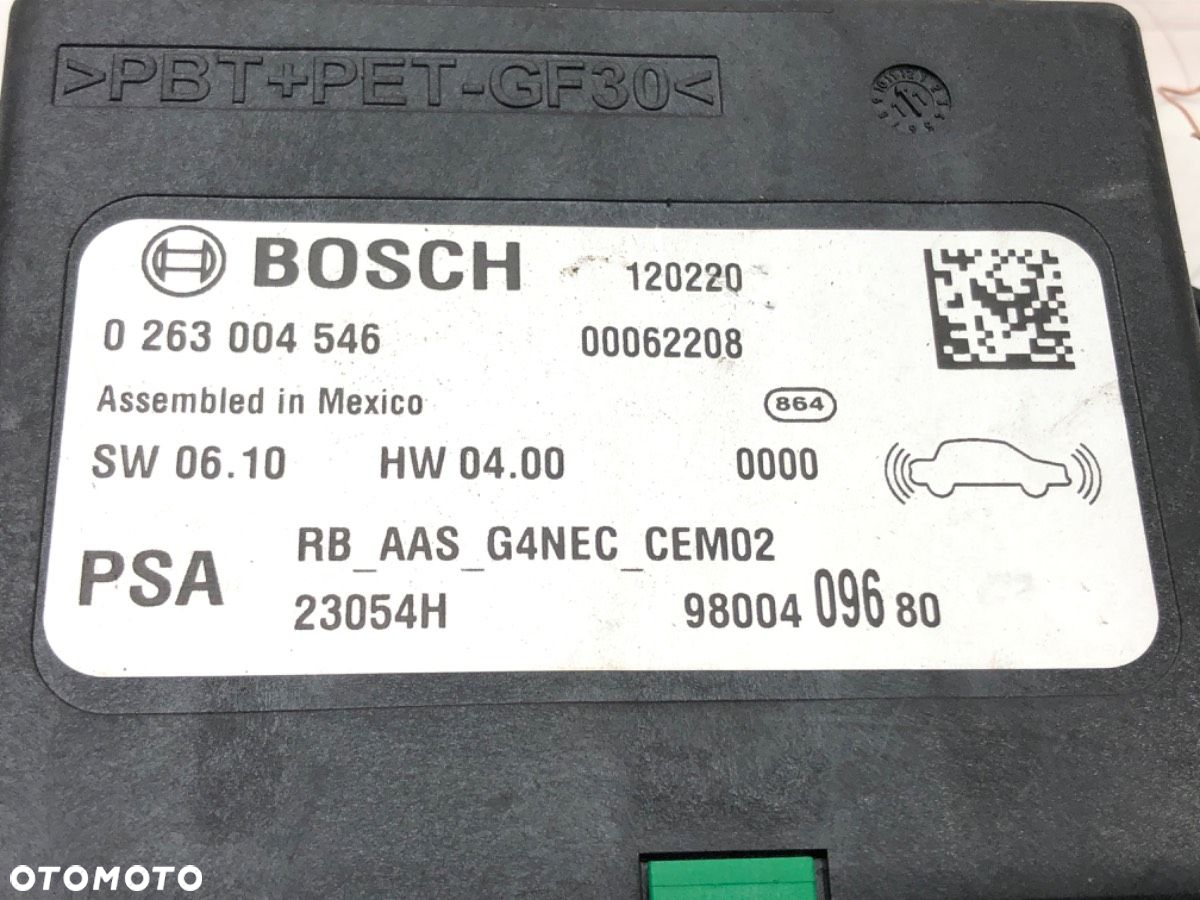 >PBT+PET-GF30<
BOSCH 120220
0 263 004 546 00062208
Assembled in Mexico 864
SW 06.10 HW 04.00 0000
RB_AAS_G4NEC_CEM02
PSA
23054H 98004 096 80
OTOMOTO